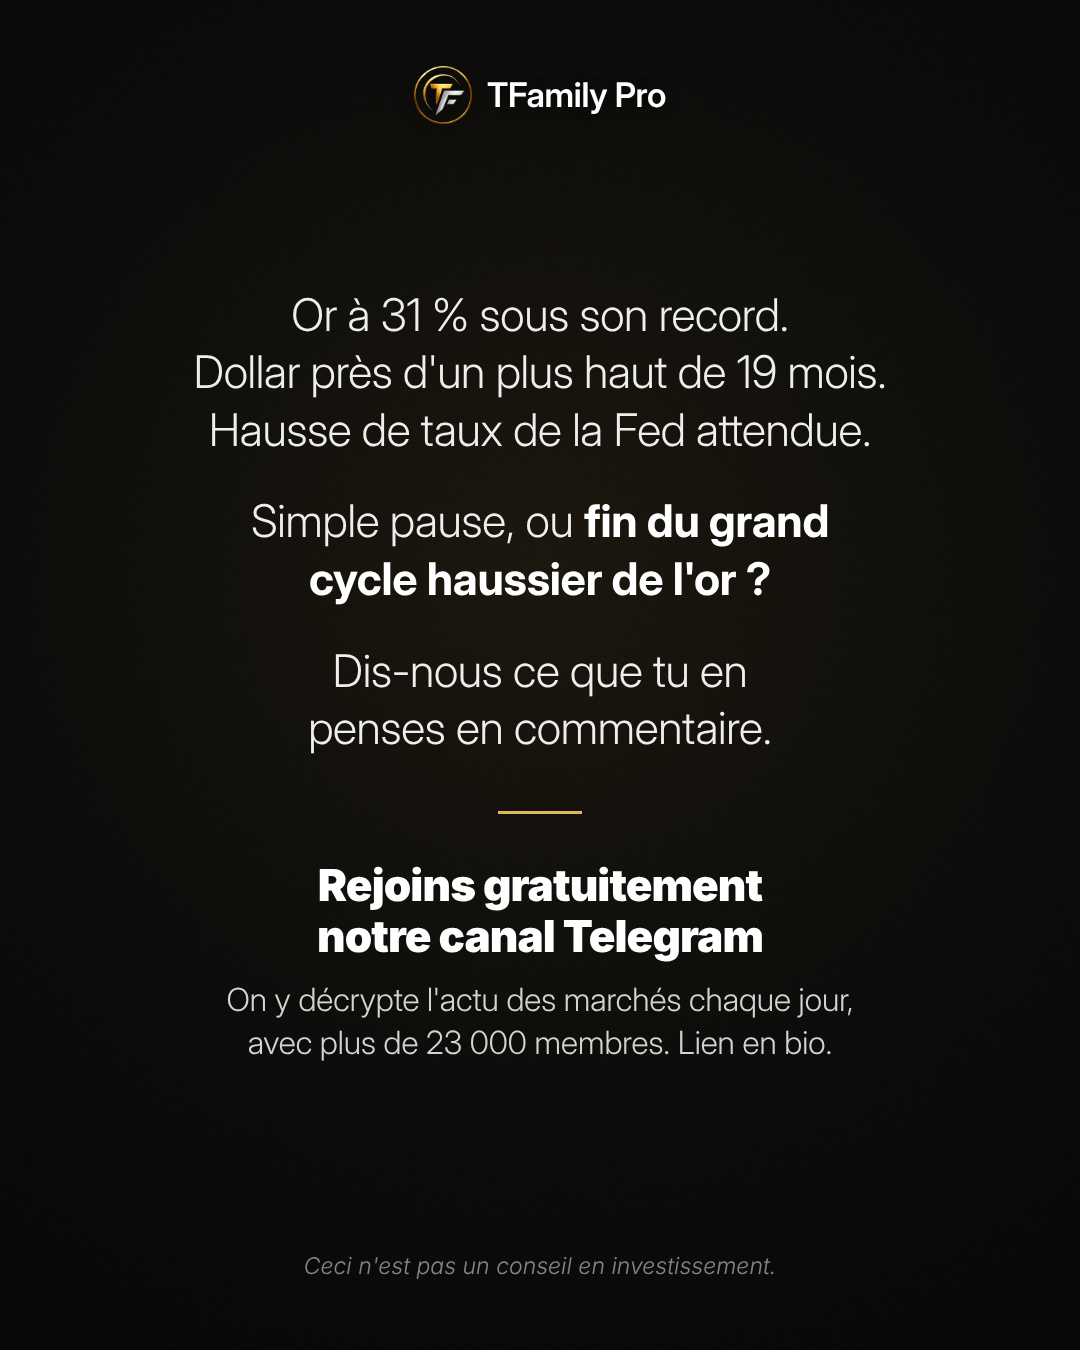 TF TFamily Pro
Or à 31 % sous son record.
Dollar près d'un plus haut de 19 mois.
Hausse de taux de la Fed attendue.
Simple pause, ou fin du grand
cycle haussier de l'or ?
Dis-nous ce que tu en
penses en commentaire.
Rejoins gratuitement
notre canal Telegram
On y décrypte l'actu des marchés chaque jour,
avec plus de 23 000 membres. Lien en bio.
Ceci n'est pas un conseil en investissement.